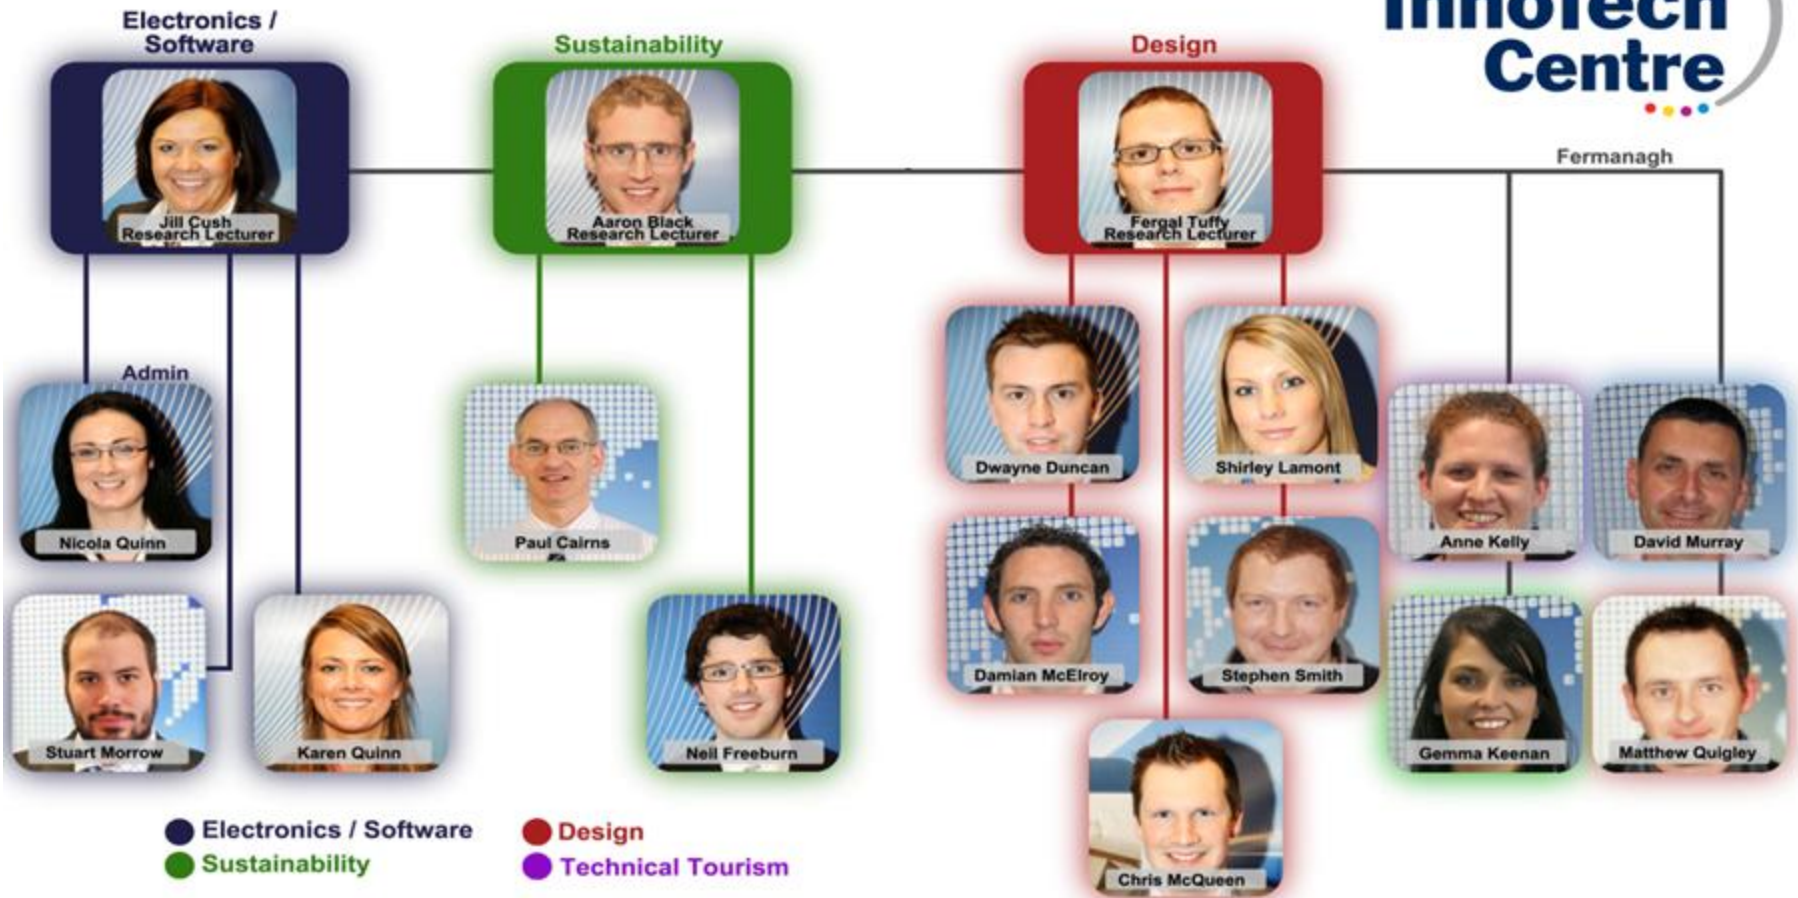 InnoTech
Centre
Electronics /
Software
Sustainability
Design
Fermanagh
Jill Cush
Research Lecturer
Aaron Black
Research Lecturer
Fergal Tuffy
Research Lecturer
Admin
Nicola Quinn
Paul Cairns
Dwayne Duncan
Shirley Lamont
Anne Kelly
David Murray
Damian McElroy
Stephen Smith
Stuart Morrow
Karen Quinn
Neil Freeburn
Gemma Keenan
Matthew Quigley
Chris McQueen
Electronics / Software
Design
Sustainability
Technical Tourism